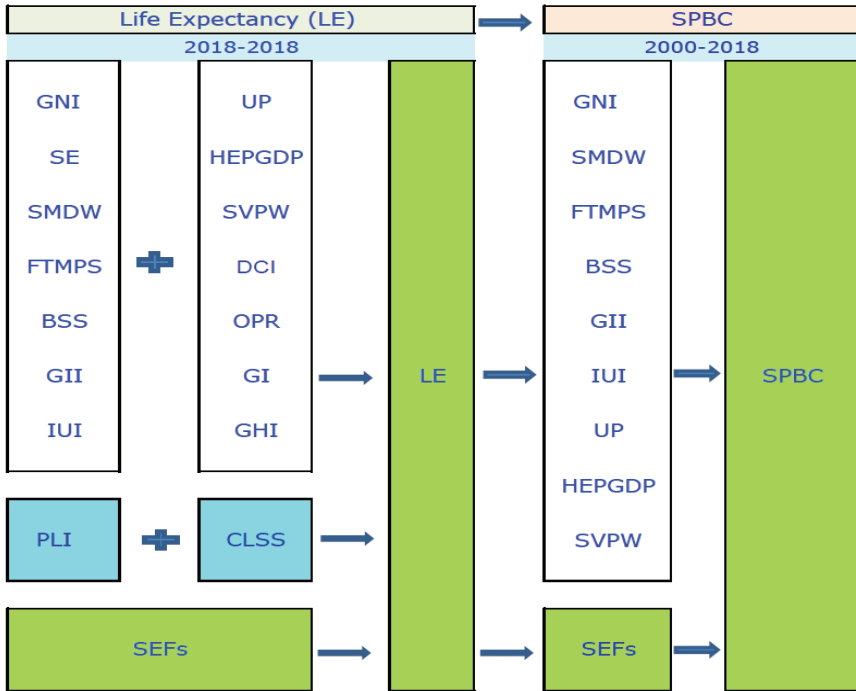 Life Expectancy (LE)
SPBC
2018-2018
2000-2018
GNI
SE
SMDW
FTMPS
BSS
GII
IUI
UP
HEPGDP
SVPW
DCI
OPR
GI
GHI
LE
GNI
SMDW
FTMPS
BSS
GII
IUI
UP
HEPGDP
SVPW
SPBC
PLI
CLSS
SEFs
SEFs